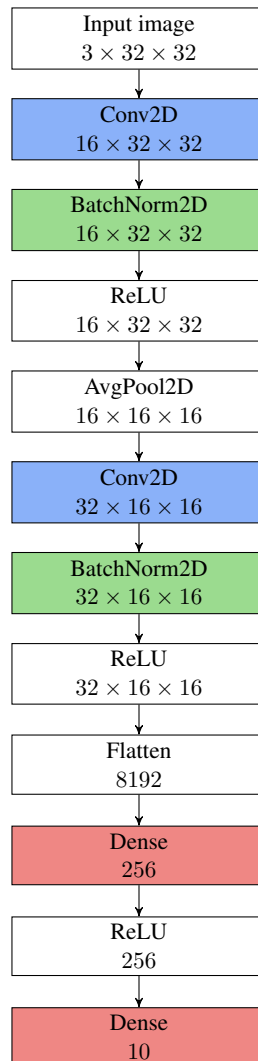 Input image
3 × 32 × 32
Conv2D
16 × 32 × 32
BatchNorm2D
16 × 32 × 32
ReLU
16 × 32 × 32
AvgPool2D
16 × 16 × 16
Conv2D
32 × 16 × 16
BatchNorm2D
32 × 16 × 16
ReLU
32 × 16 × 16
Flatten
8192
Dense
256
ReLU
256
Dense
10